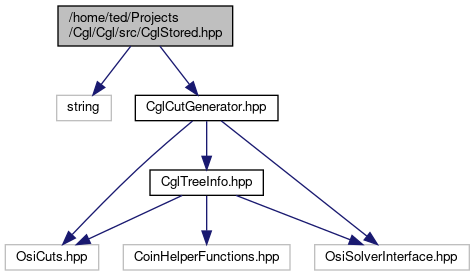 /home/ted/Projects
/Cgl/Cgl/src/CglStored.hpp
string
CglCutGenerator.hpp
CglTreeInfo.hpp
OsiCuts.hpp
CoinHelperFunctions.hpp
OsiSolverInterface.hpp